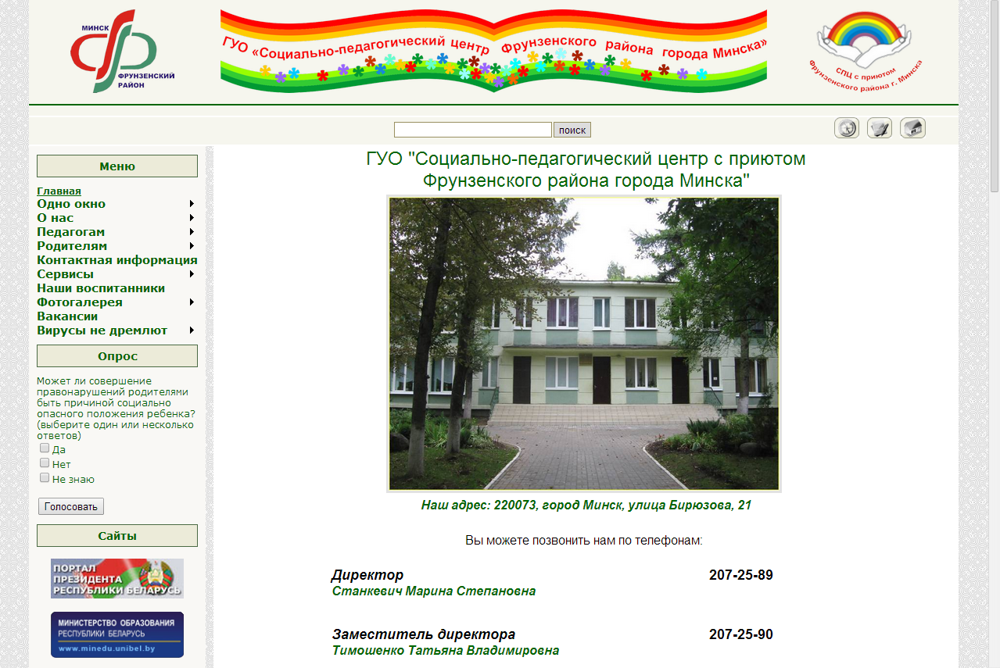 МИНСК
ФРУНЗЕНСКИЙ
РАЙОН
ГУО «Социально-педагогический центр Фрунзенского района города Минска»
СПЦ с приютом
Фрунзенского района г. Минска
поиск
Меню
Главная
Одно окно
О нас
Педагогам
Родителям
Контактная информация
Сервисы
Наши воспитанники
Фотогалерея
Вакансии
Вирусы не дремлют
Опрос
Может ли совершение
правонарушений родителями
быть причиной социально
опасного положения ребенка?
(выберите один или несколько
ответов)
Да
Нет
Не знаю
Голосовать
Сайты
ПОРТАЛ
ПРЕЗИДЕНТА
РЕСПУБЛИКИ БЕЛАРУСЬ
МИНИСТЕРСТВО ОБРАЗОВАНИЯ
РЕСПУБЛИКИ БЕЛАРУСЬ
www.minedu.unibel.by
ГУО "Социально-педагогический центр с приютом
Фрунзенского района города Минска"
Наш адрес: 220073, город Минск, улица Бирюзова, 21
Вы можете позвонить нам по телефонам:
Директор 207-25-89
Станкевич Марина Степановна
Заместитель директора 207-25-90
Тимошенко Татьяна Владимировна